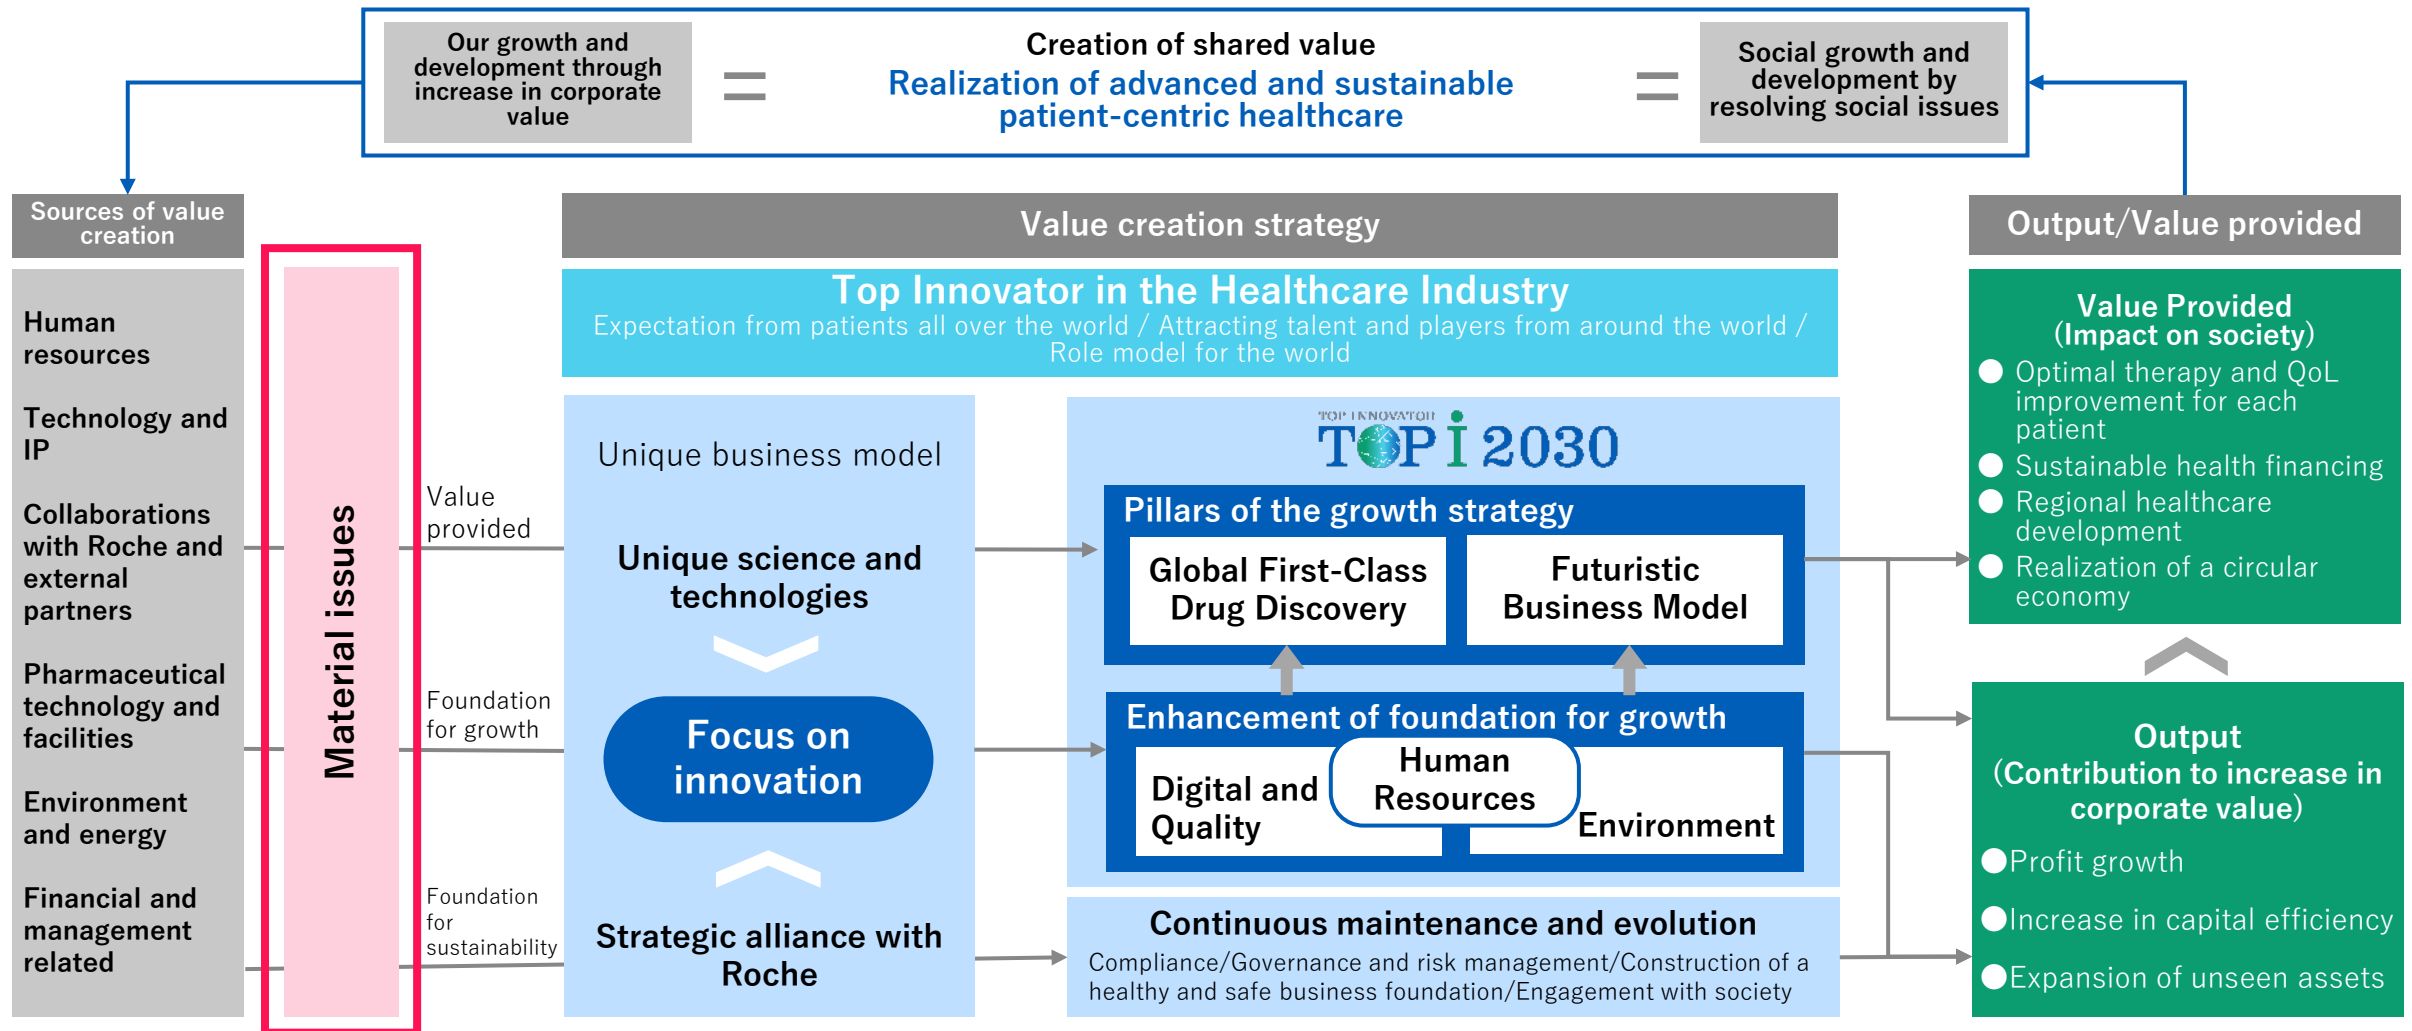 Our growth and
development through
increase in corporate
value
=
Creation of shared value
Realization of advanced and sustainable
patient-centric healthcare
=
Social growth and
development by
resolving social issues
Sources of value
creation
Human
resources
Technology and
IP
Collaborations
with Roche and
external
partners
Pharmaceutical
technology and
facilities
Environment
and energy
Financial and
management
related
Material issues
Value
provided
Foundation
for growth
Foundation
for
sustainability
Value creation strategy
Top Innovator in the Healthcare Industry
Expectation from patients all over the world / Attracting talent and players from around the world /
Role model for the world
Unique business model
Unique science and
technologies
Focus on
innovation
Strategic alliance with
Roche
TOP INNOVATOR
TOP i 2030
Pillars of the growth strategy
Global First-Class
Drug Discovery
Futuristic
Business Model
Enhancement of foundation for growth
Digital and
Quality
Human
Resources
Environment
Continuous maintenance and evolution
Compliance/Governance and risk management/Construction of a
healthy and safe business foundation/Engagement with society
Output/Value provided
Value Provided
(Impact on society)
● Optimal therapy and QoL
improvement for each
patient
● Sustainable health financing
● Regional healthcare
development
● Realization of a circular
economy
Output
(Contribution to increase in
corporate value)
●Profit growth
●Increase in capital efficiency
●Expansion of unseen assets